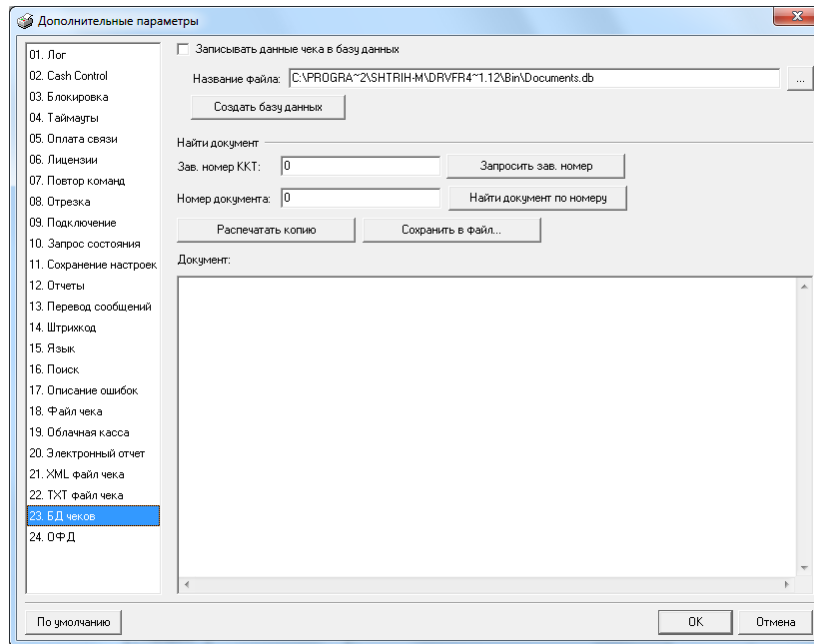 Дополнительные параметры
01. Лог
02. Cash Control
03. Блокировка
04. Таймауты
05. Оплата связи
06. Лицензии
07. Повтор команд
08. Отрезка
09. Подключение
10. Запрос состояния
11. Сохранение настроек
12. Отчеты
13. Перевод сообщений
14. Штрихкод
15. Язык
16. Поиск
17. Описание ошибок
18. Файл чека
19. Облачная касса
20. Электронный отчет
21. XML файл чека
22. TXT файл чека
23. БД чеков
24. ОФД
Записывать данные чека в базу данных
Название файла: C:\PROGRA~2\SHTRIH-M\DRVFR4~1.12\Bin\Documents.db ...
Создать базу данных
Найти документ
Зав. номер ККТ: 0 Запросить зав. номер
Номер документа: 0 Найти документ по номеру
Распечатать копию Сохранить в файл...
Документ:
По умолчанию OK Отмена